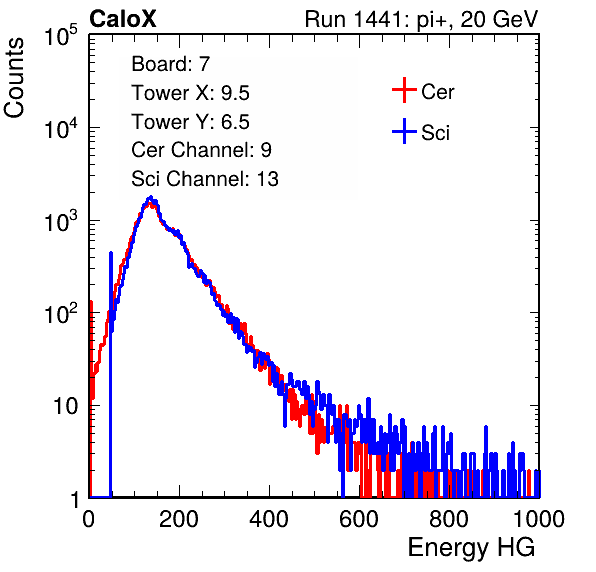 CaloX Run 1441: pi+, 20 GeV
Counts
10^5
Board: 7
Tower X: 9.5
Cer
Tower Y: 6.5
10^4
Sci
Cer Channel: 9
Sci Channel: 13
10^3
10^2
10
1
0 200 400 600 800 1000
Energy HG